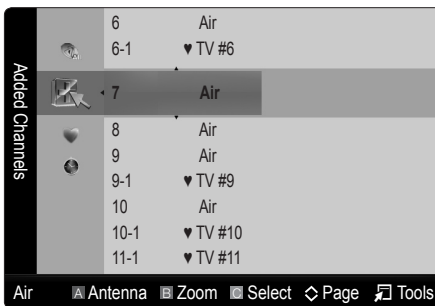 Added Channels
6 Air
6-1 ♥ TV #6
7 Air
8 Air
9 Air
9-1 ♥ TV #9
10 Air
10-1 ♥ TV #10
11-1 ♥ TV #11
Air A Antenna B Zoom C Select Page Tools